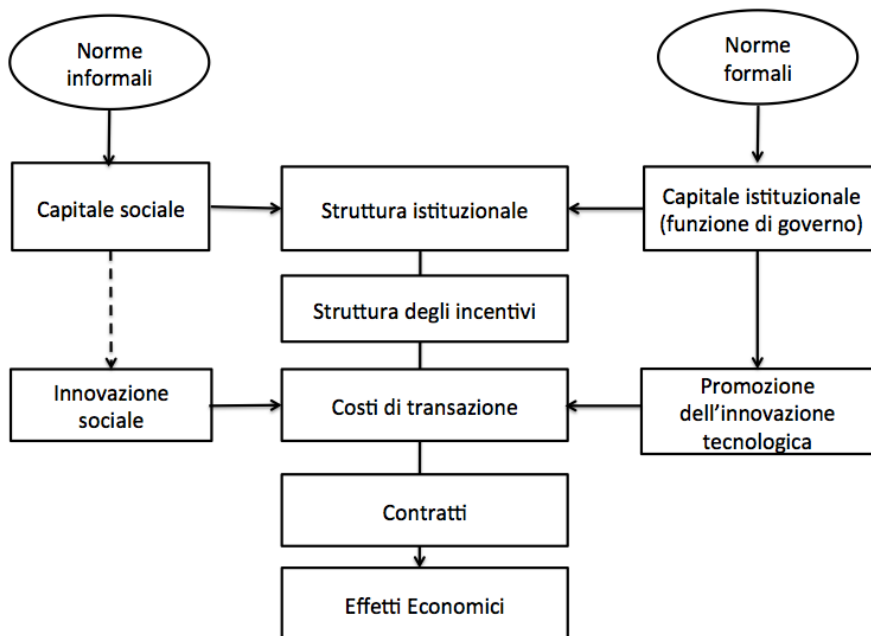 Norme
informali
Norme
formali
Capitale sociale
Struttura istituzionale
Capitale istituzionale
(funzione di governo)
Struttura degli incentivi
Innovazione
sociale
Costi di transazione
Promozione
dell'innovazione
tecnologica
Contratti
Effetti Economici